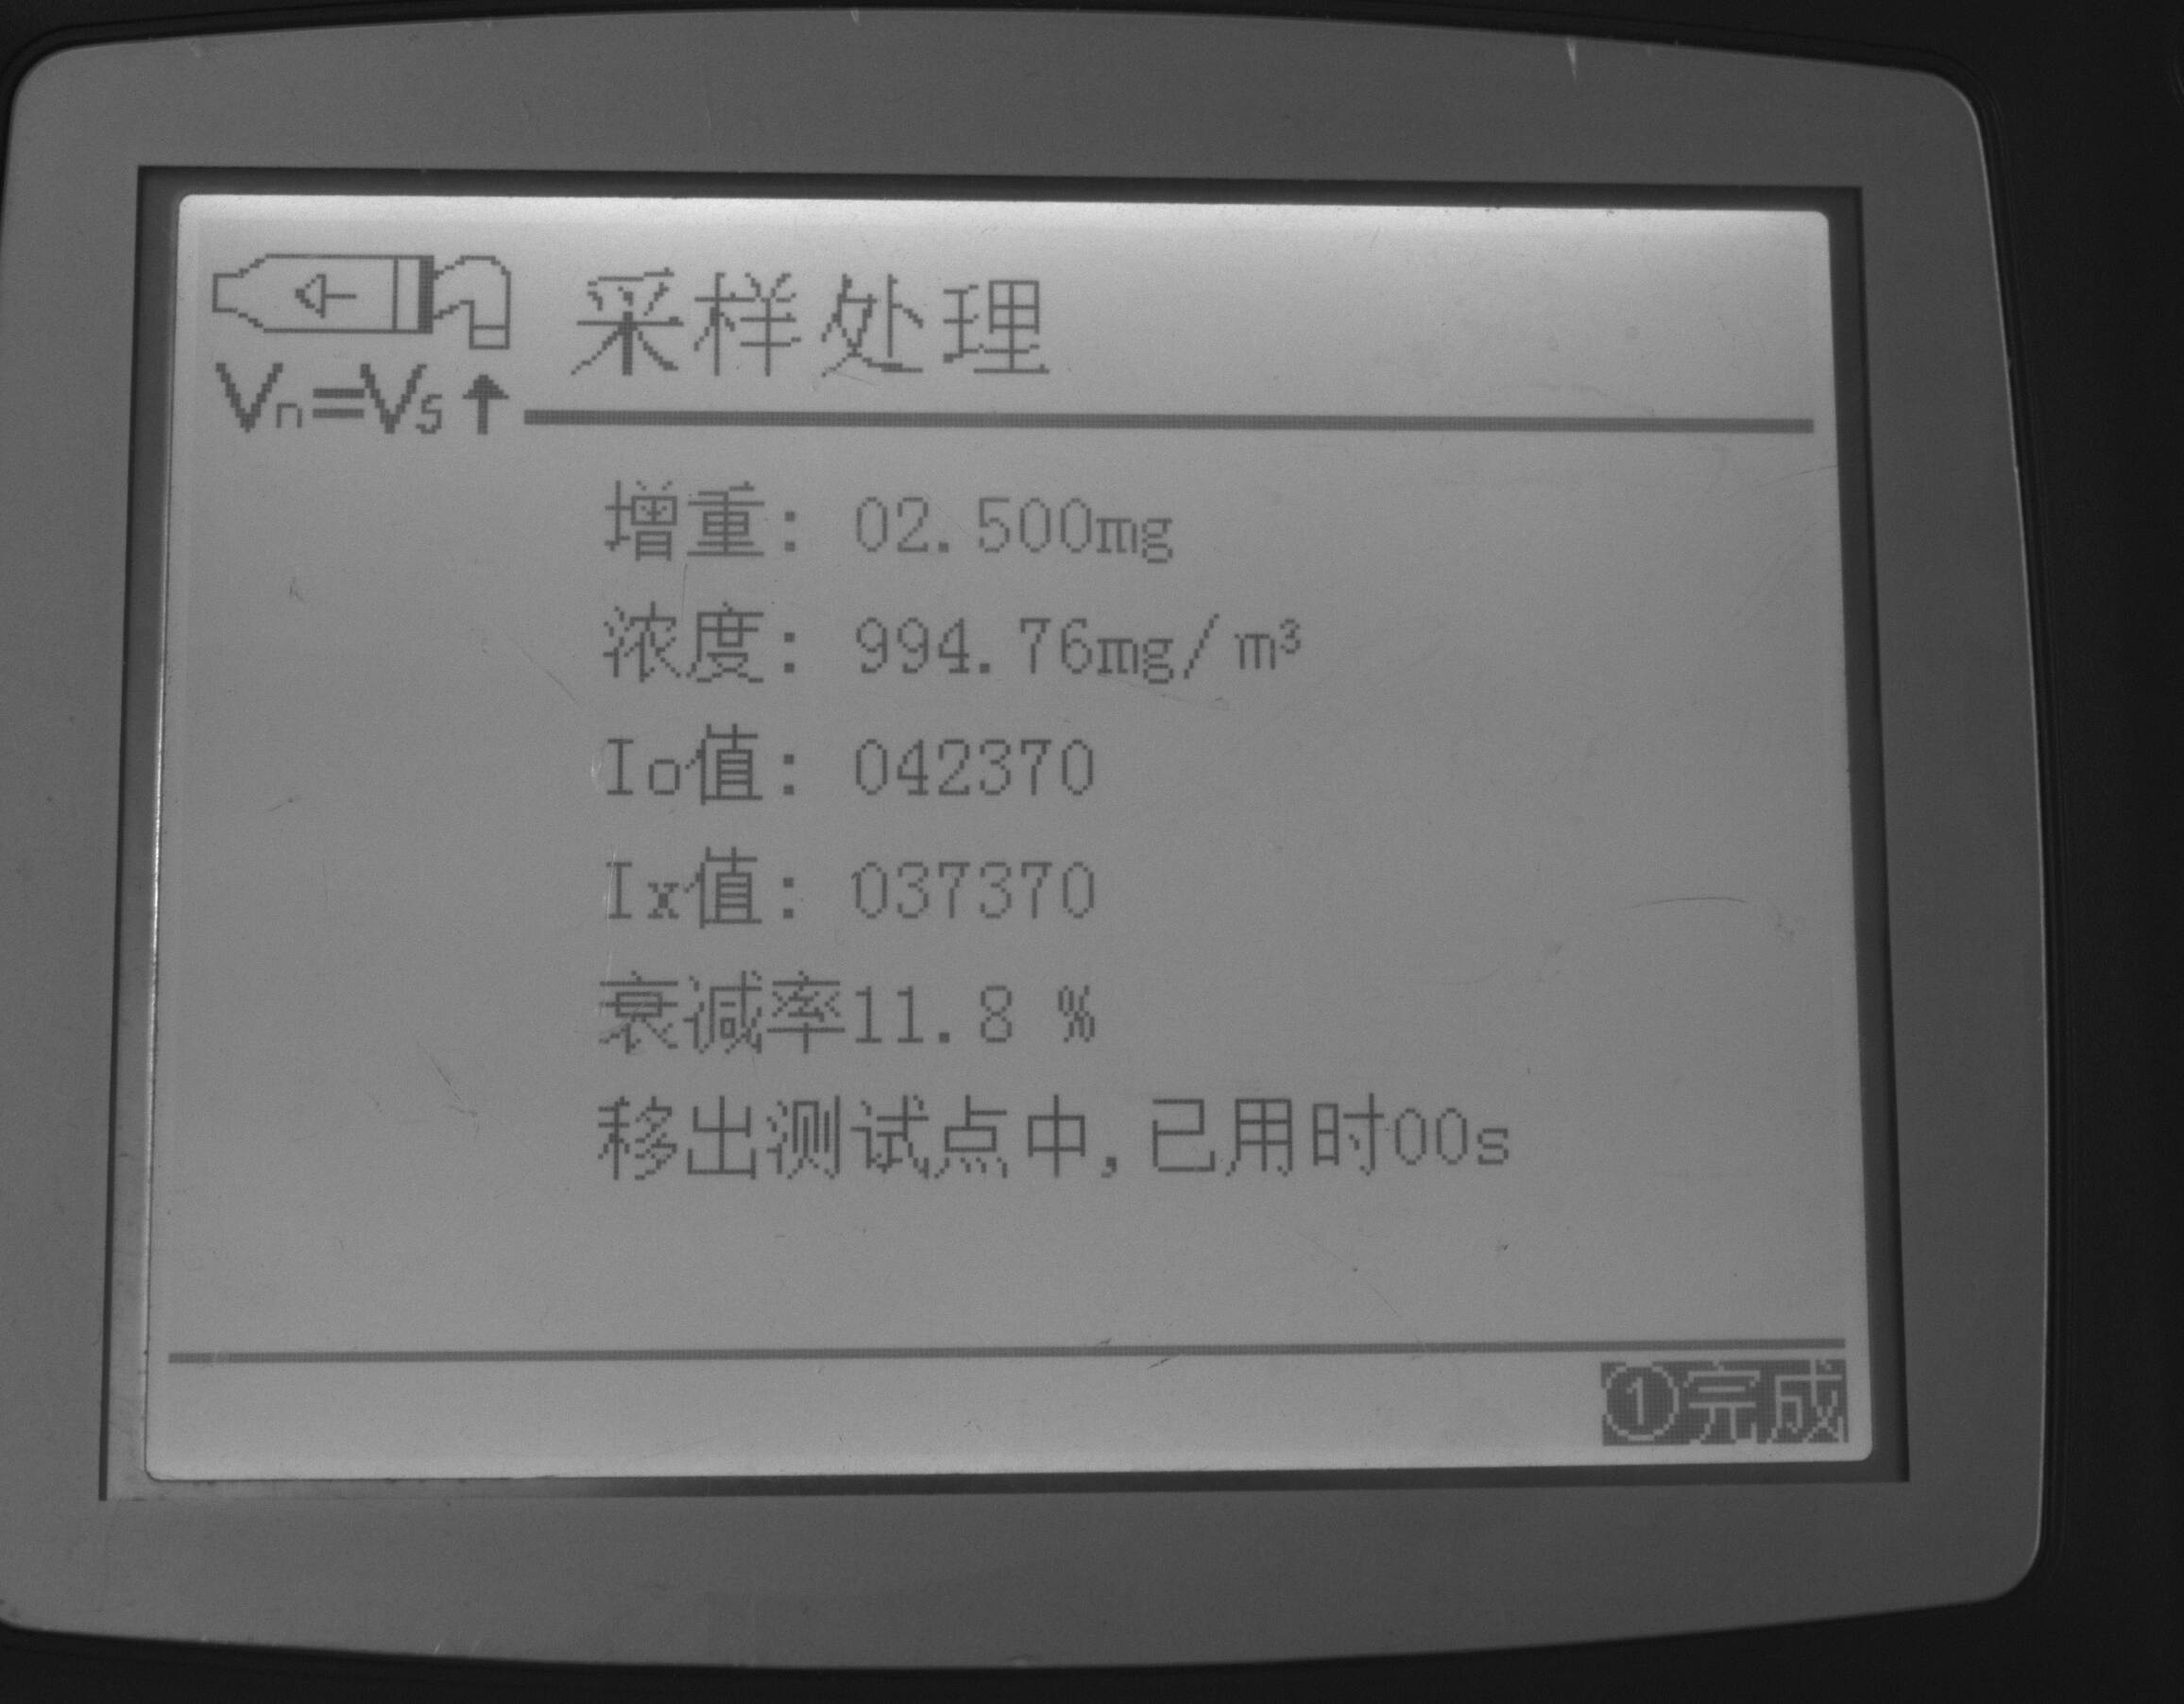 采样处理
Vn=Vs↑
增重: 02.500mg
浓度: 994.76mg/m³
Io值: 042370
Ix值: 037370
衰减率11.8 %
移出测试点中,已用时00s
①完成